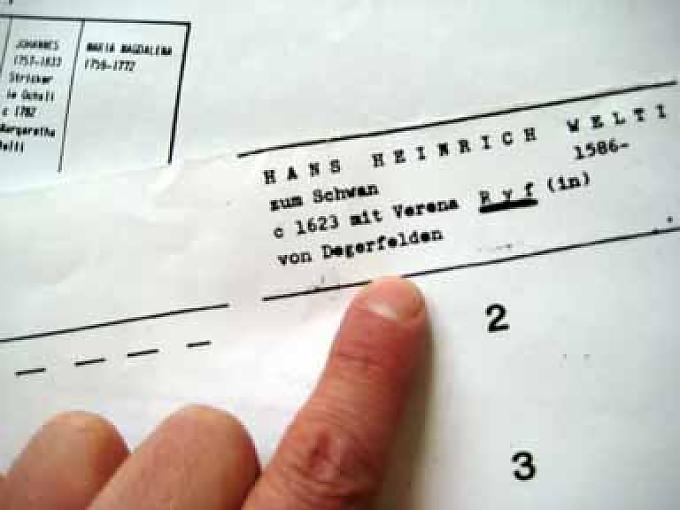 JOHANNES
1757-1833
Stricker
c 1782
Margaretha
MARIA MAGDALENA
1756-1772
HANS HEINRICH WELTI
1586-
zum Schwan
c 1623 mit Verena Ryf (in)
von Degerfelden
2
3